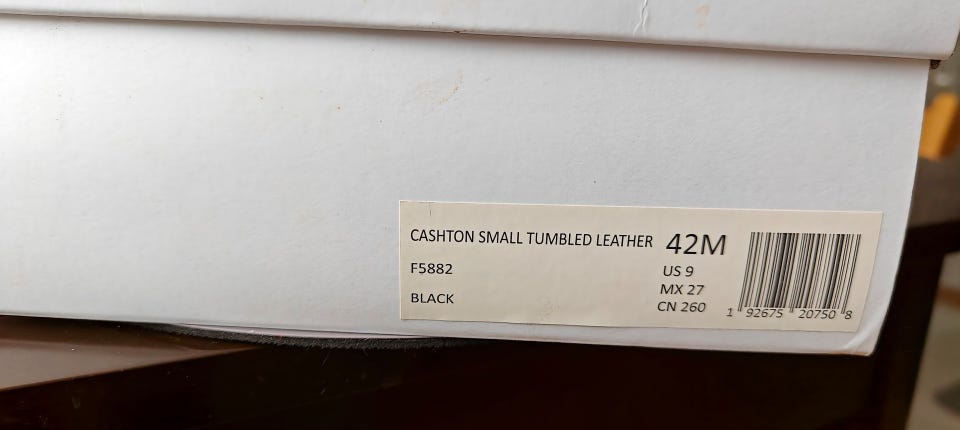 CASHTON SMALL TUMBLED LEATHER 42M
F5882 US 9
MX 27
BLACK CN 260
1 92675 20750 8